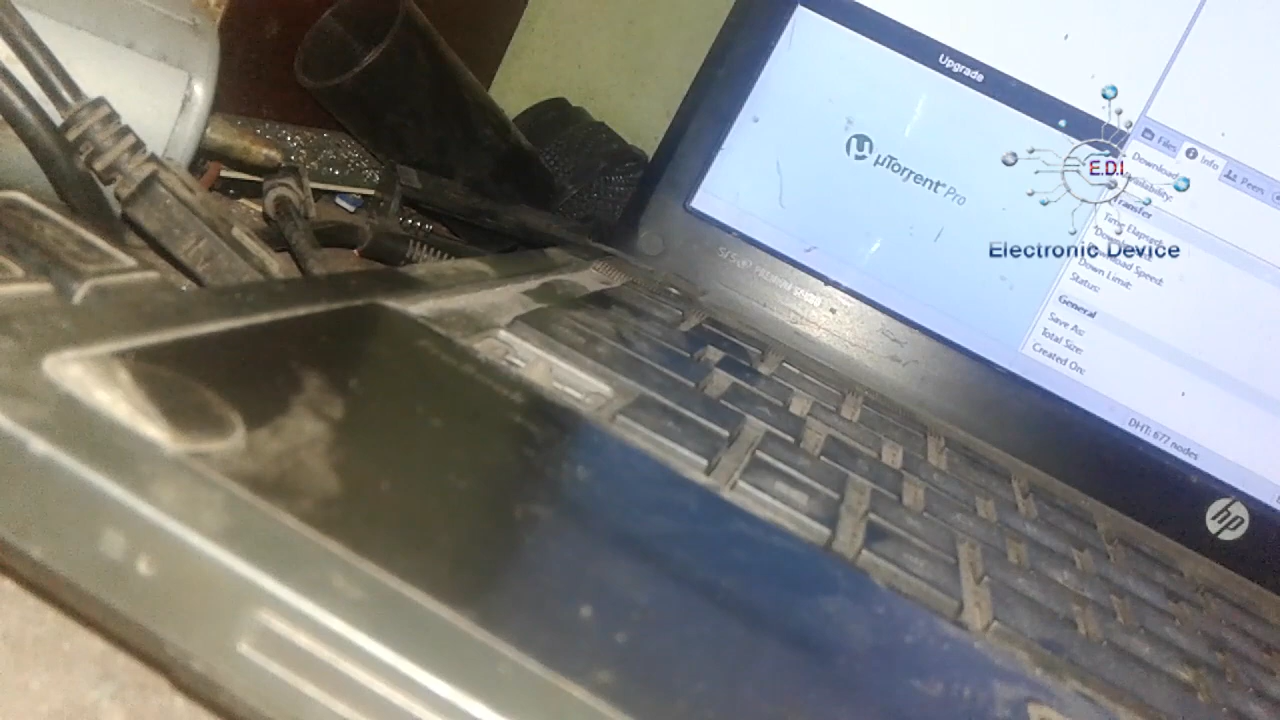 Upgrade
µTorrent® Pro
Files
Info
Peers
Download
Availability:
Transfer
Time Elapsed:
Download Speed:
Down Limit:
Status:
General
Save As:
Total Size:
Created On:
DHT: 677 nodes
hp
E.D.I
Electronic Device